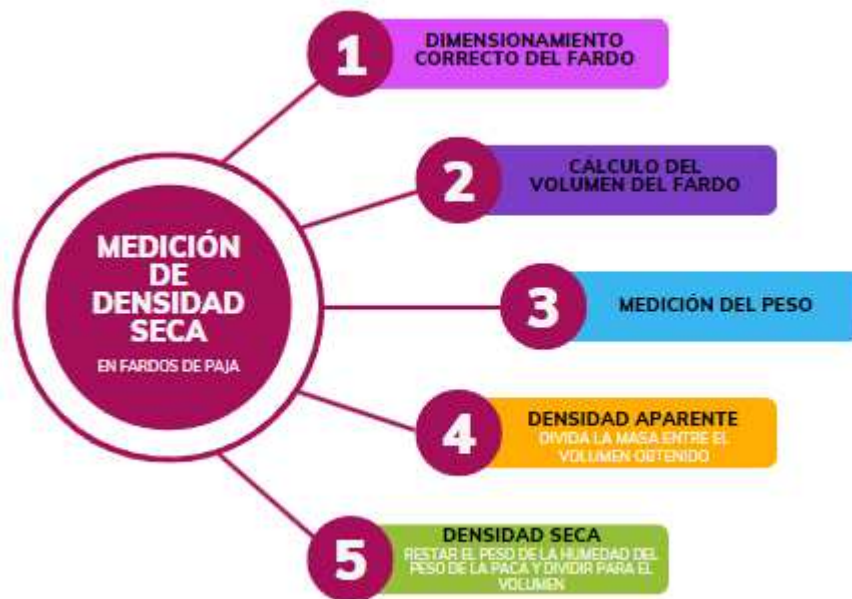 MEDICIÓN
DE
DENSIDAD
SECA
EN FARDOS DE PAJA
1
DIMENSIONAMIENTO
CORRECTO DEL FARDO
2
CÁLCULO DEL
VOLUMEN DEL FARDO
3
MEDICIÓN DEL PESO
4
DENSIDAD APARENTE
DIVIDA LA MASA ENTRE EL
VOLUMEN OBTENIDO
5
DENSIDAD SECA
RESTAR EL PESO DE LA HUMEDAD DEL
PESO DE LA PACA Y DIVIDIR PARA EL
VOLUMEN